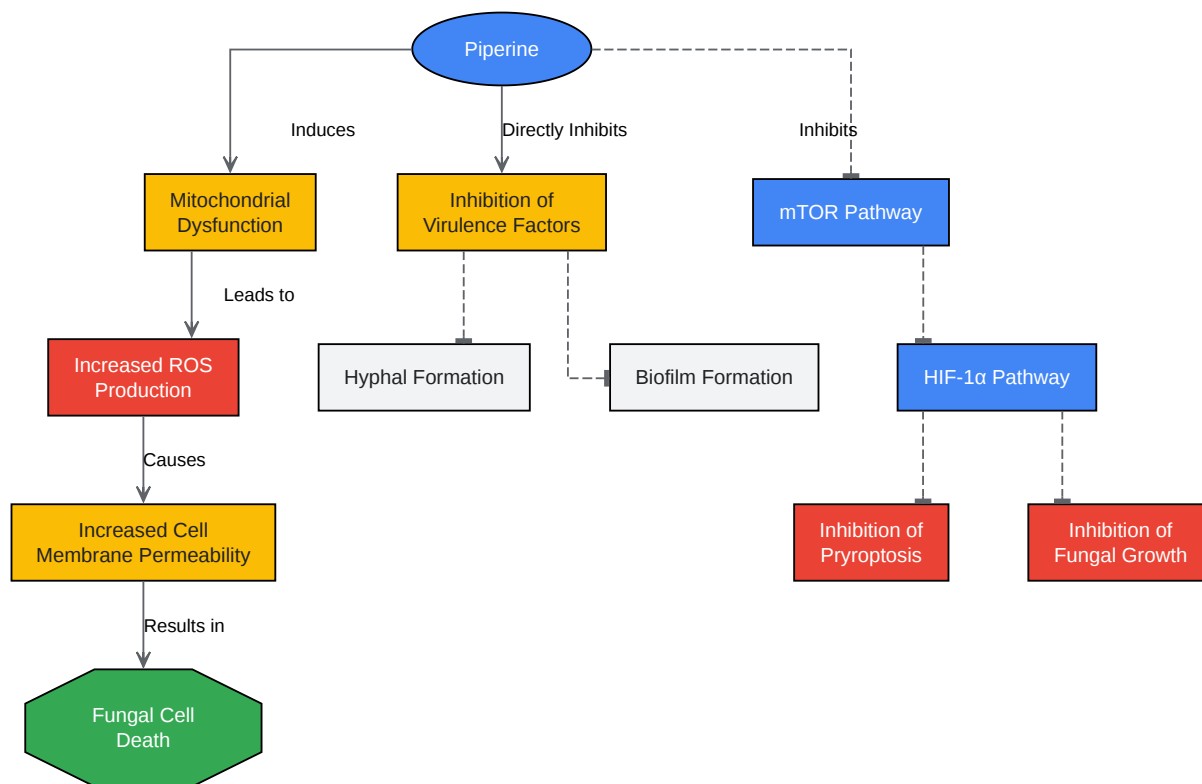 Piperine
Induces
Directly Inhibits
Inhibits
Mitochondrial
Dysfunction
Inhibition of
Virulence Factors
mTOR Pathway
Leads to
Increased ROS
Production
Hyphal Formation
Biofilm Formation
HIF-1α Pathway
Causes
Increased Cell
Membrane Permeability
Inhibition of
Pryroptosis
Inhibition of
Fungal Growth
Results in
Fungal Cell
Death